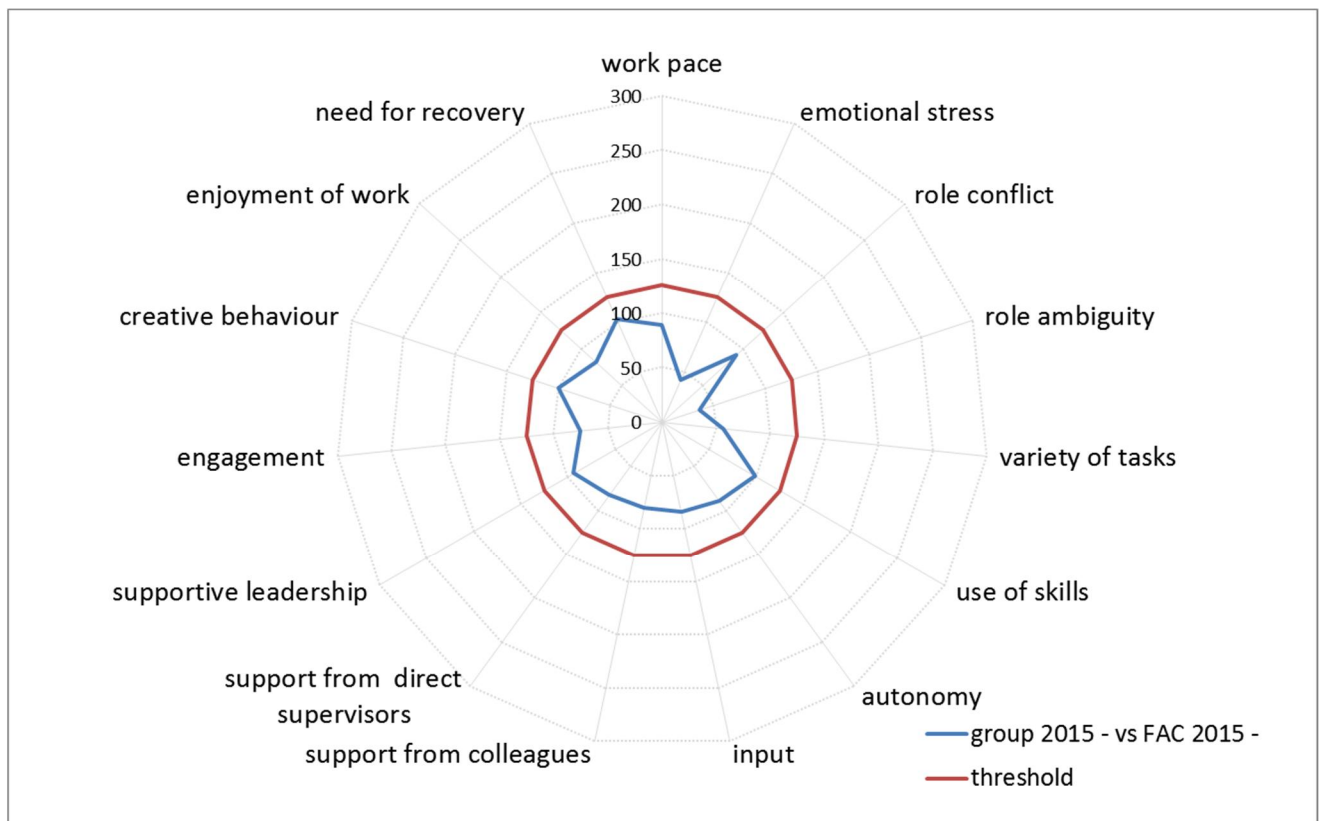 work pace
300
need for recovery
emotional stress
250
enjoyment of work
role conflict
200
150
creative behaviour
role ambiguity
100
50
0
engagement
variety of tasks
supportive leadership
use of skills
support from direct
supervisors
autonomy
support from colleagues
input
group 2015 - vs FAC 2015 -
threshold